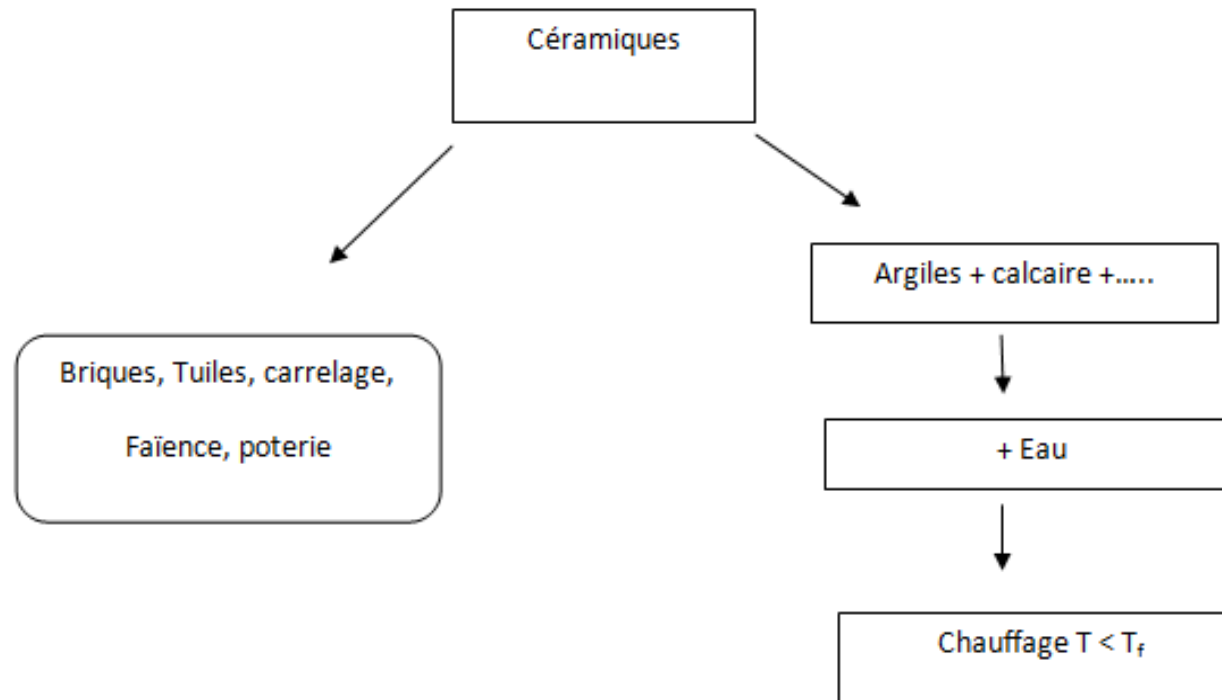 Céramiques
Argiles + calcaire +.....
Briques, Tuiles, carrelage,
Faïence, poterie
+ Eau
Chauffage T < Tf